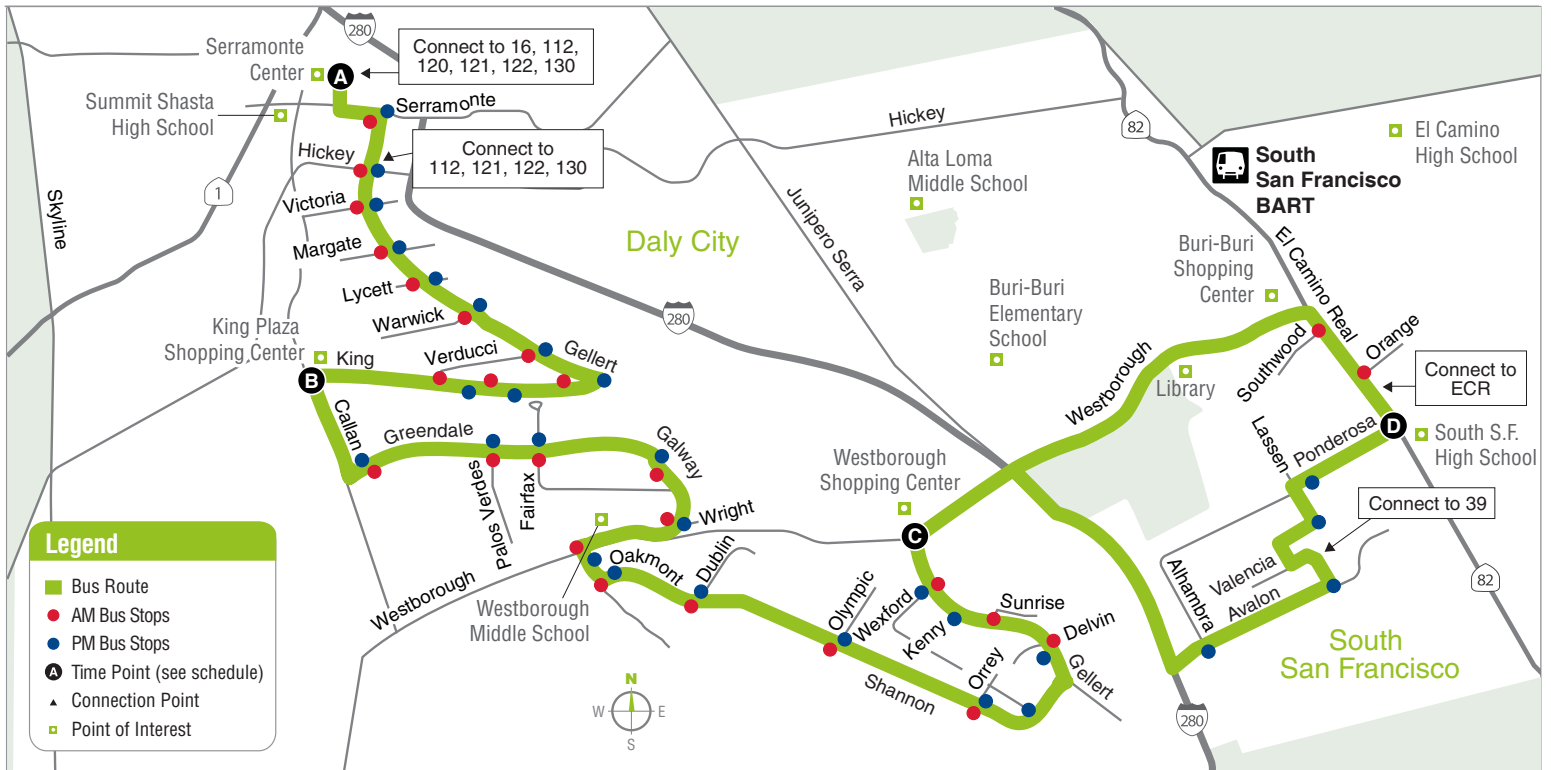 280
Serramonte
Center
A
Connect to 16, 112,
120, 121, 122, 130
Summit Shasta
High School
Serramonte
Hickey
Connect to
112, 121, 122, 130
Hickey
82
El Camino
High School
Alta Loma
Middle School
South
San Francisco
BART
1
Skyline
Victoria
Junipero Serra
Daly City
Margate
Lycett
Warwick
280
Buri-Buri
Elementary
School
Buri-Buri
Shopping
Center
El Camino Real
King Plaza
Shopping Center
King
B
Verducci
Gellert
Westborough
Library
Southwood
Orange
Connect to
ECR
D
South S.F.
High School
Callan
Greendale
Palos Verdes
Fairfax
Galway
Wright
Westborough
Shopping Center
C
Lassen
Ponderosa
Connect to 39
Valencia
Avalon
Alhambra
82
Westborough
Oakmont
Dublin
Westborough
Middle School
Olympic
Wexford
Kenry
Sunrise
Delvin
Orrey
Gellert
Shannon
South
San Francisco
280
Legend
Bus Route
AM Bus Stops
PM Bus Stops
A Time Point (see schedule)
Connection Point
Point of Interest
N
W E
S